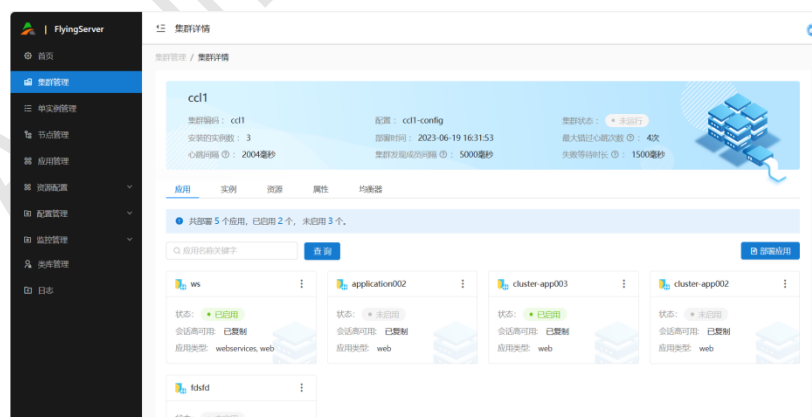 FlyingServer
集群详情
首页
集群管理
单实例管理
节点管理
应用管理
资源配置
配置管理
监控管理
类库管理
日志
集群管理 / 集群详情
ccl1
集群编码： ccl1 配置： ccl1-config 集群状态： 未运行
安装的实例数： 3 部署时间： 2023-06-19 16:31:53 最大错过心跳次数 ： 4次
心跳间隔 ： 2004毫秒 集群发现成员间隔 ： 5000毫秒 失败等待时长 ： 1500毫秒
应用 实例 资源 属性 均衡器
共部署 5 个应用，已启用 2 个，未启用 3 个。
应用名称关键字 查 询 部署应用
ws application002 cluster-app003 cluster-app002
状态： 已启用 状态： 未启用 状态： 已启用 状态： 未启用
会话高可用: 已复制 会话高可用: 已复制 会话高可用: 已复制 会话高可用: 已复制
应用类型: webservices, web 应用类型: web 应用类型: web 应用类型: web
fdsfd